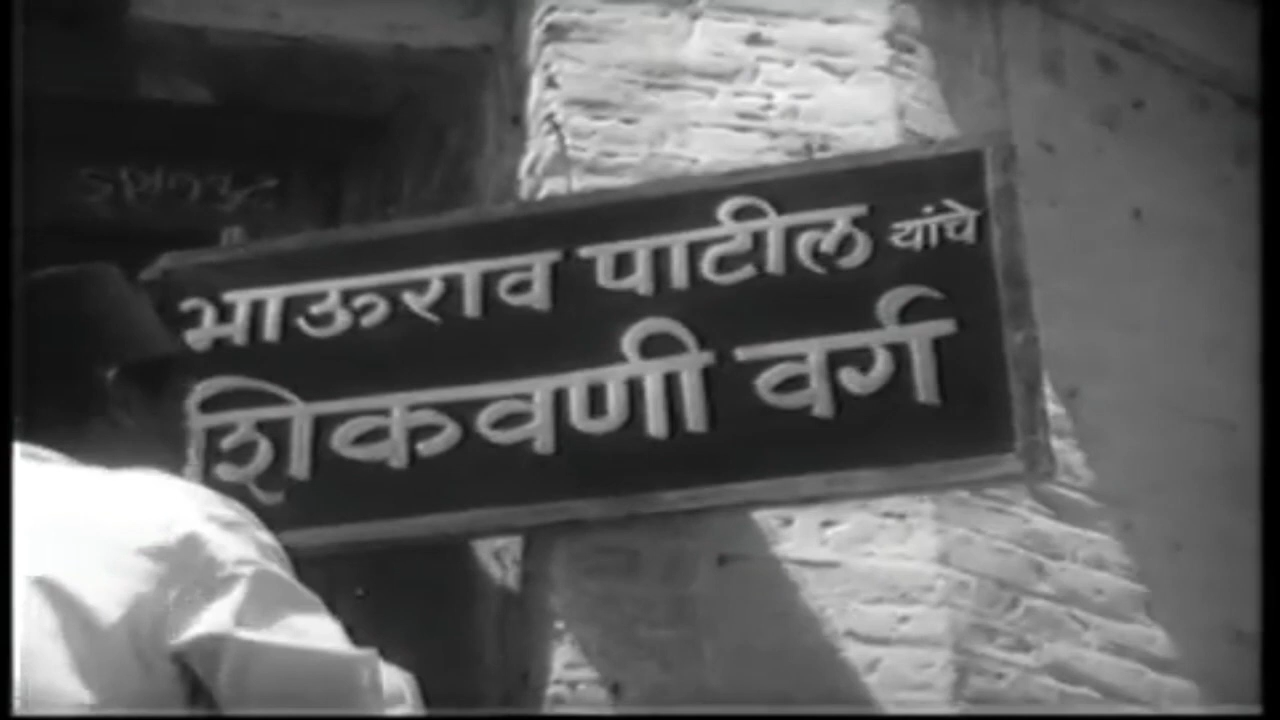 भाऊराव पाटील यांचे
शिकवणी वर्ग